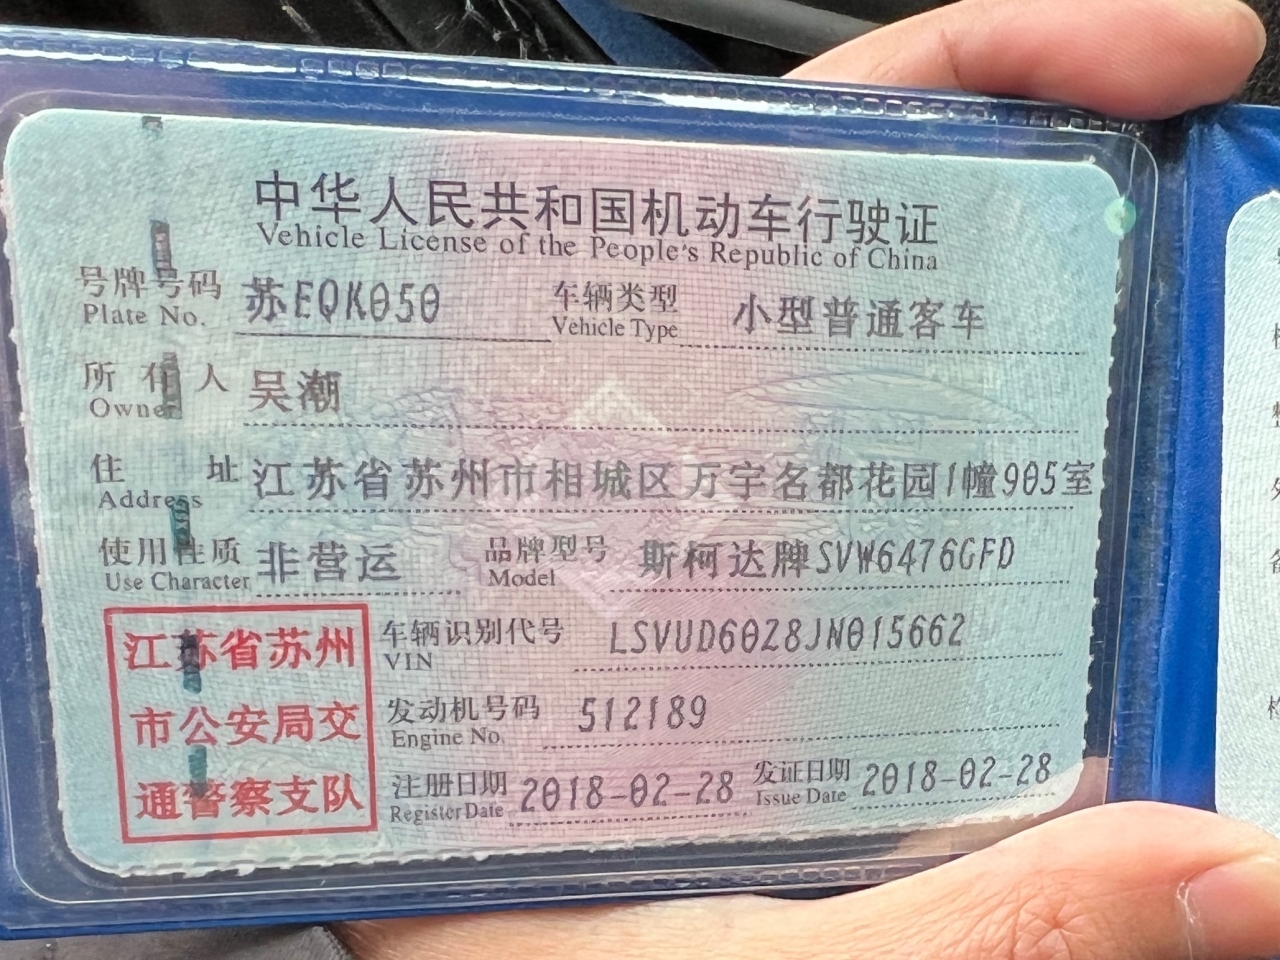 中华人民共和国机动车行驶证
Vehicle License of the People's Republic of China
号牌号码 苏EQK050 车辆类型 小型普通客车
Plate No. Vehicle Type
所有人 吴潮
Owner
住址 江苏省苏州市相城区万宇名都花园1幢905室
Address
使用性质 非营运 品牌型号 斯柯达牌SVW6476GFD
Use Character Model
江苏省苏州
市公安局交
通警察支队
车辆识别代号 LSVUD60Z8JN015662
VIN
发动机号码 512189
Engine No.
注册日期 2018-02-28 发证日期 2018-02-28
Register Date Issue Date